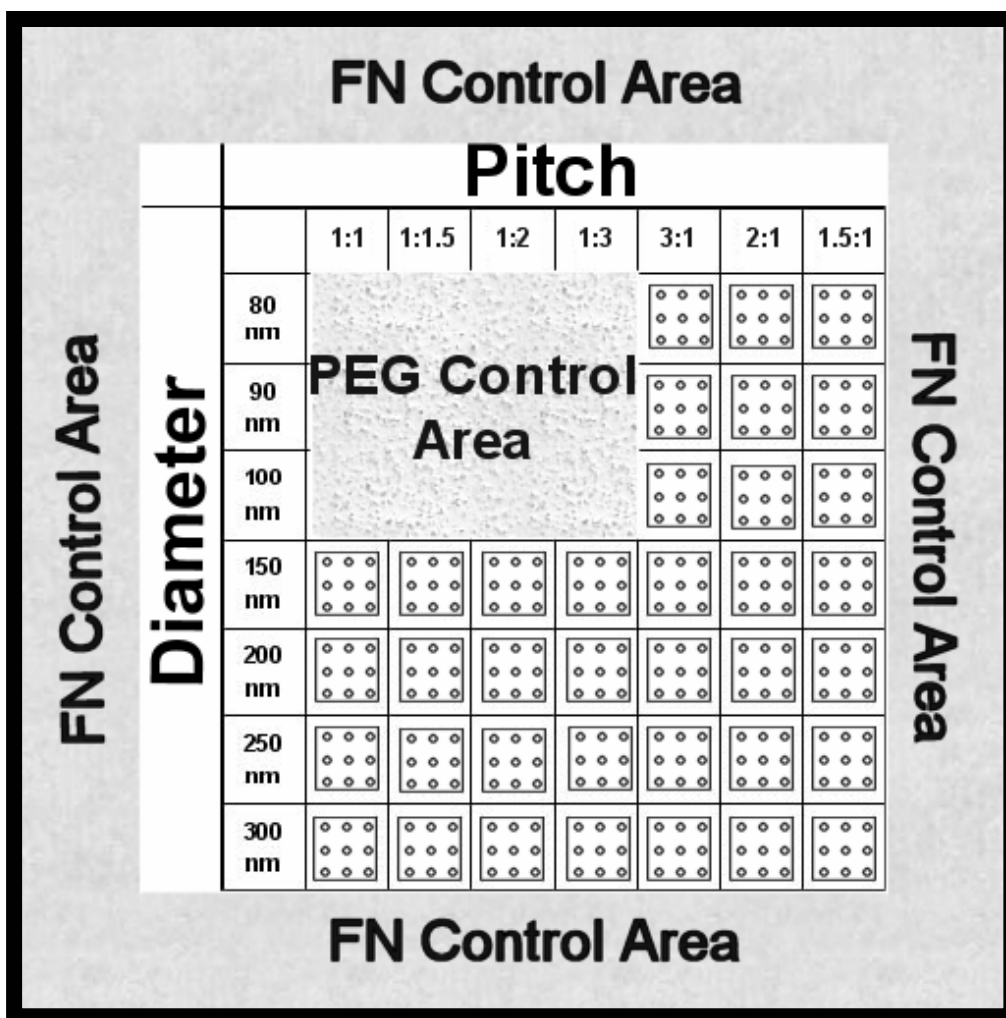 FN Control Area
Pitch
1:1 1:1.5 1:2 1:3 3:1 2:1 1.5:1
FN Control Area
Diameter
80
nm
90
nm
100
nm
150
nm
200
nm
250
nm
300
nm
PEG Control
Area
FN Control Area
FN Control Area